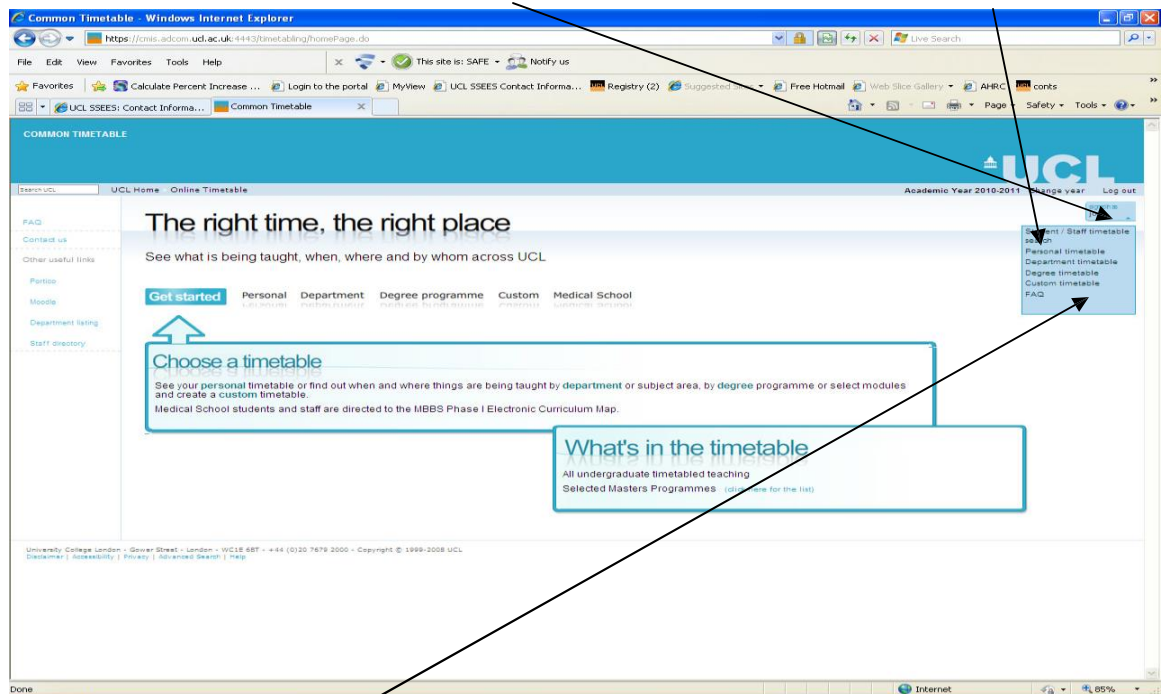 Common Timetable - Windows Internet Explorer
https://cmis.adcom.ucl.ac.uk:4443/timetabling/homePage.do
Live Search
File Edit View Favorites Tools Help
This site is: SAFE
Notify us
Favorites
Calculate Percent Increase ...
Login to the portal
MyView
UCL SSEES Contact Informa...
Registry (2)
Suggested
Free Hotmail
Web Slice Gallery
AHRC
conts
UCL SSEES: Contact Informa...
Common Timetable
Page Safety Tools
COMMON TIMETABLE
UCL
Search UCL
UCL Home Online Timetable
Academic Year 2010-2011 Change year Log out
FAQ
Contact us
Other useful links
Portico
Moodle
Department listing
Staff directory
The right time, the right place
See what is being taught, when, where and by whom across UCL
Get started Personal Department Degree programme Custom Medical School
Student / Staff timetable
search
Personal timetable
Department timetable
Degree timetable
Custom timetable
FAQ
Choose a timetable
See your personal timetable or find out when and where things are being taught by department or subject area, by degree programme or select modules
and create a custom timetable.
Medical School students and staff are directed to the MBBS Phase I Electronic Curriculum Map.
What's in the timetable
All undergraduate timetabled teaching
Selected Masters Programmes (click here for the list)
University College London - Gower Street - London - WC1E 6BT - +44 (0)20 7679 2000 - Copyright © 1999-2008 UCL
Disclaimer | Accessibility | Privacy | Advanced Search | Help
Done
Internet
85%